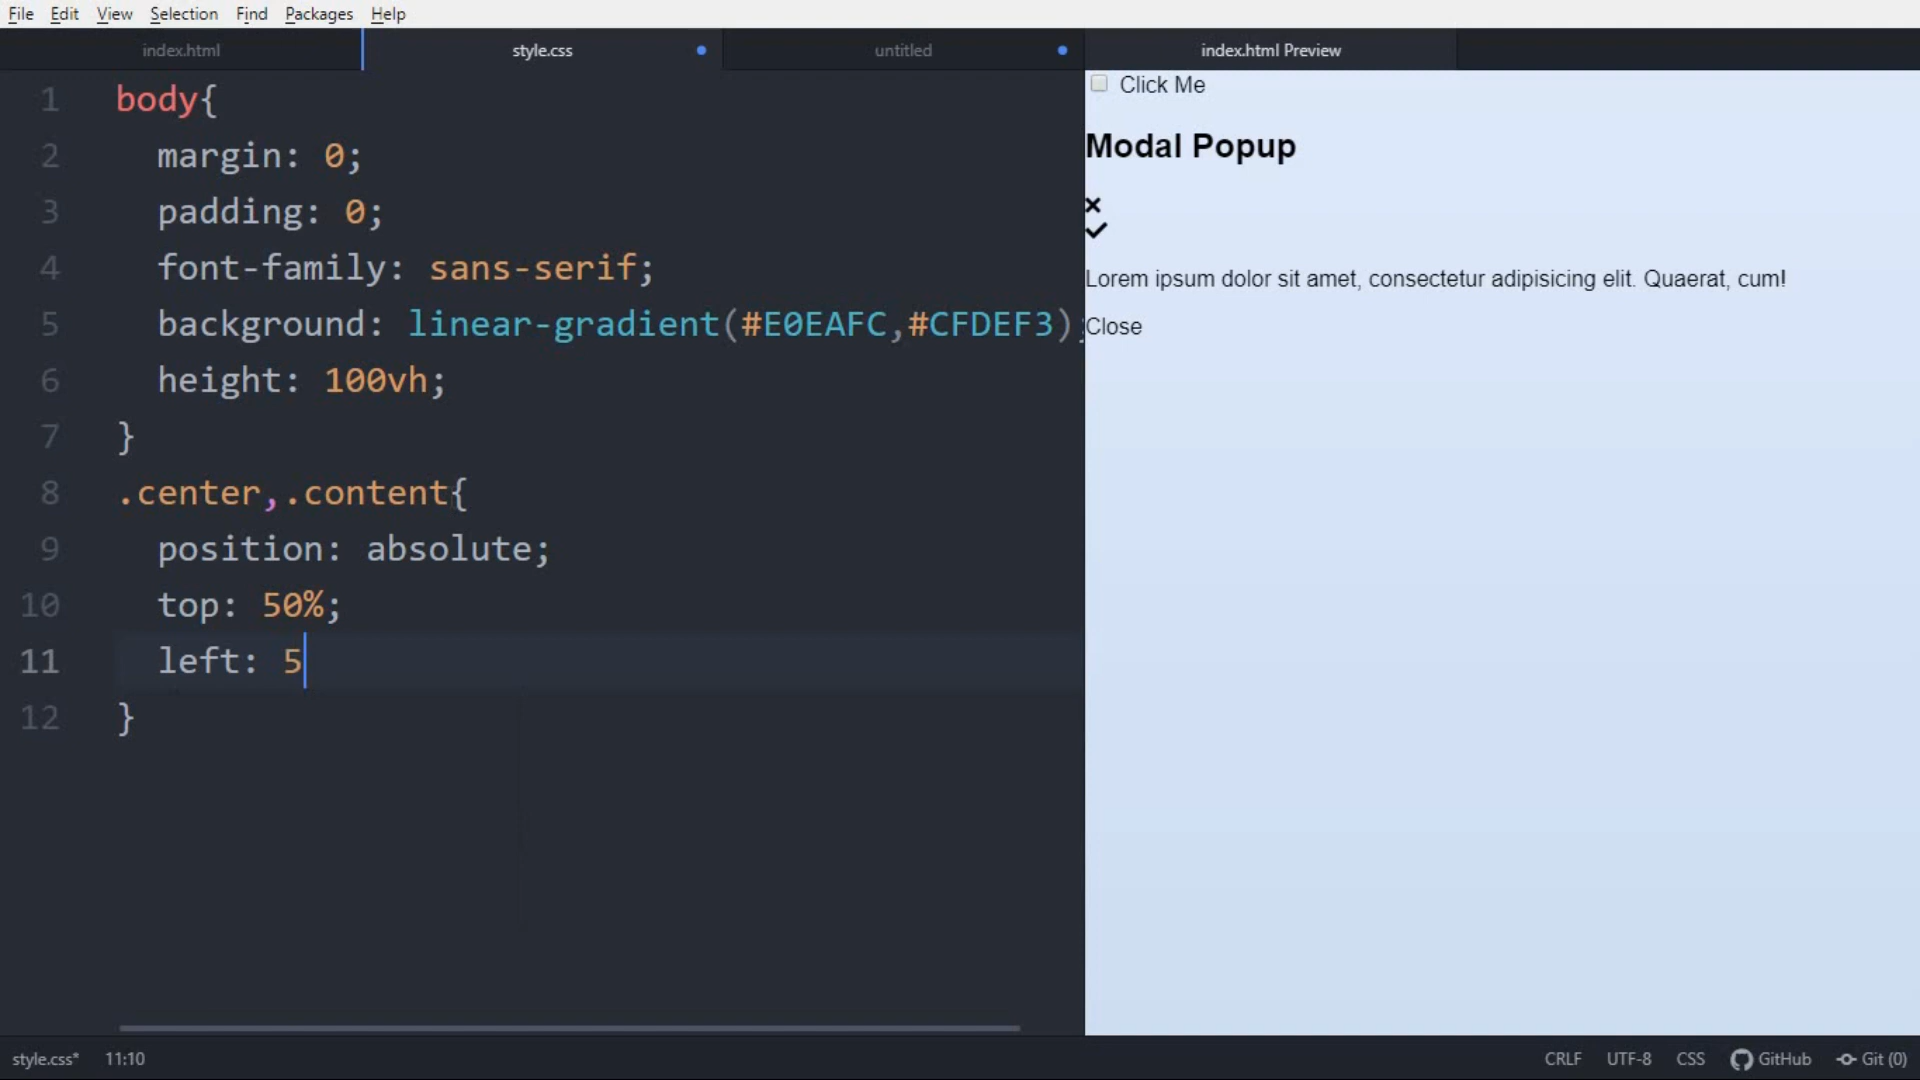 File Edit View Selection Find Packages Help
index.html style.css untitled index.html Preview
1 body{
2 margin: 0;
3 padding: 0;
4 font-family: sans-serif;
5 background: linear-gradient(#E0EAFC,#CFDEF3);
6 height: 100vh;
7 }
8 .center,.content{
9 position: absolute;
10 top: 50%;
11 left: 5
12 }
Click Me
Modal Popup
Lorem ipsum dolor sit amet, consectetur adipisicing elit. Quaerat, cum!
Close
style.css* 11:10 CRLF UTF-8 CSS GitHub Git (0)